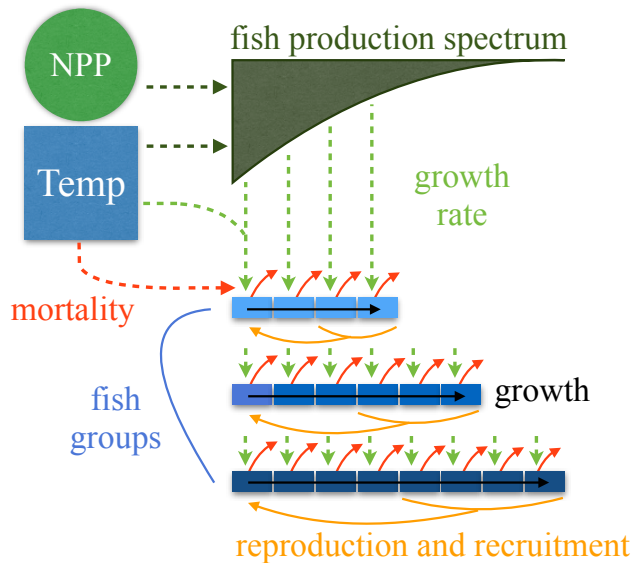 NPP
fish production spectrum
Temp
growth
rate
mortality
fish
groups
growth
reproduction and recruitment